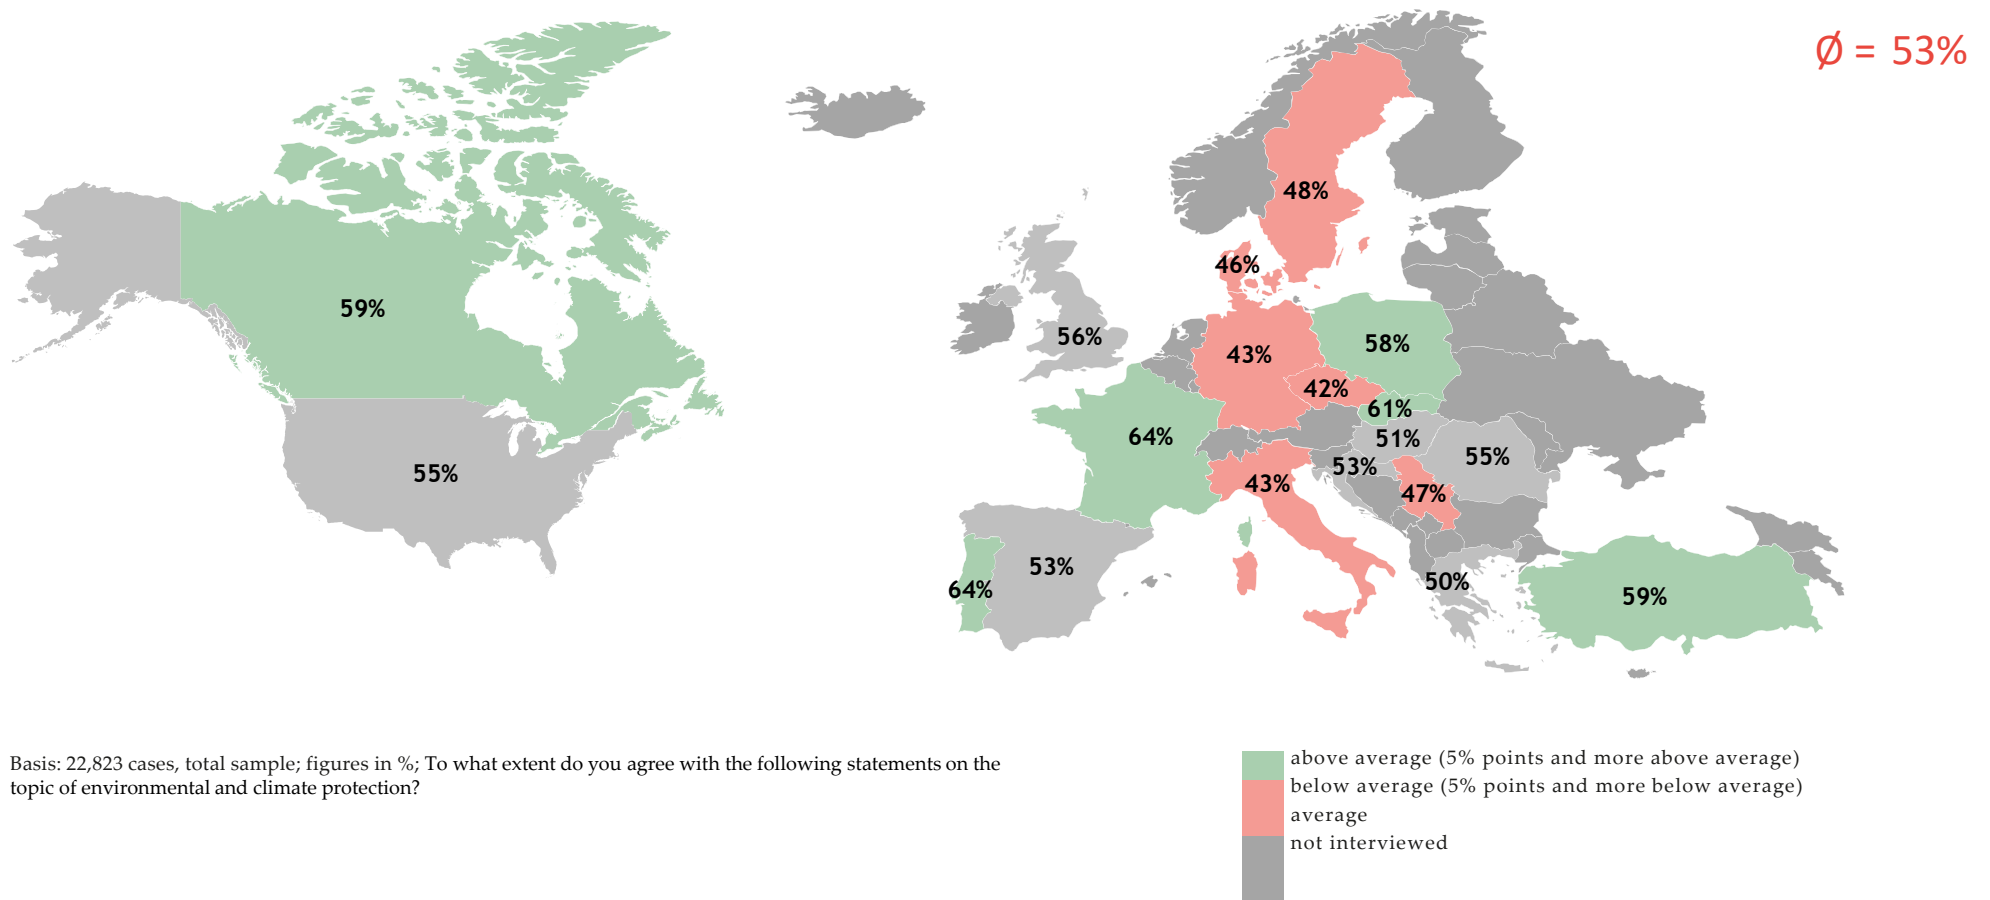 Ø = 53%
48%
46%
59%
56%
58%
43%
42%
61%
64%
51%
55%
53%
55%
43%
47%
53%
50%
64%
59%
Basis: 22,823 cases, total sample; figures in %; To what extent do you agree with the following statements on the
topic of environmental and climate protection?
above average (5% points and more above average)
below average (5% points and more below average)
average
not interviewed